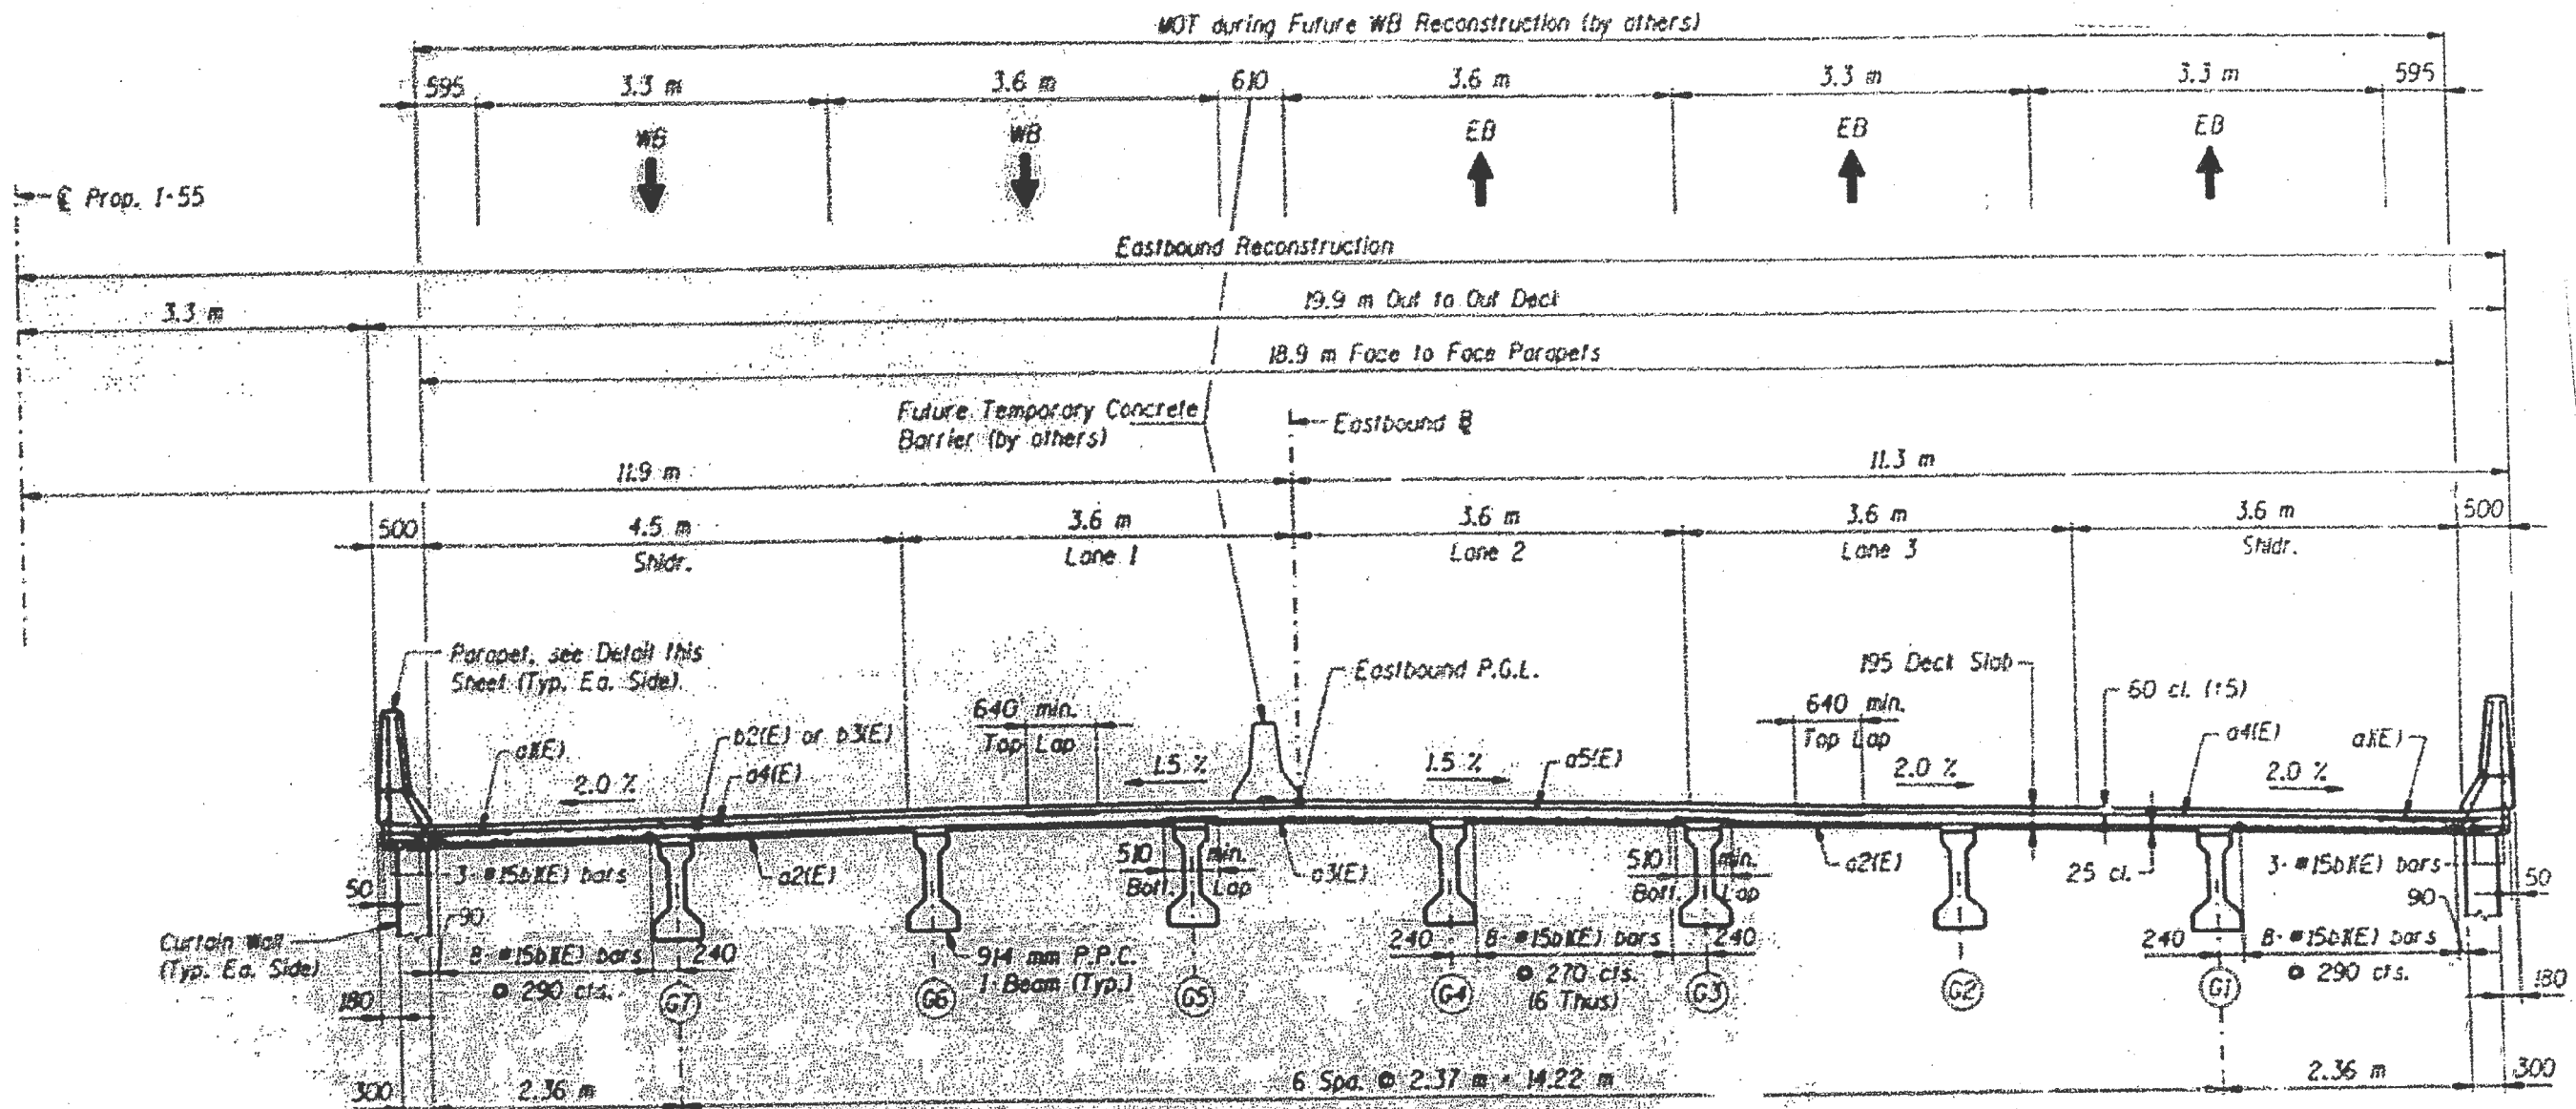 MOT during Future WB Reconstruction (by others)
595 3.3 m 3.6 m 610 3.6 m 3.3 m 3.3 m 595
WB WB EB EB EB
℄ Prop. I-55
Eastbound Reconstruction
3.3 m 19.9 m Out to Out Deck
18.9 m Face to Face Parapets
Future Temporary Concrete
Barrier (by others)
Eastbound ℄
11.9 m 11.3 m
500 4.5 m 3.6 m 3.6 m 3.6 m 3.6 m 500
Shldr. Lane 1 Lane 2 Lane 3 Shldr.
Parapet, see Detail this
Sheet (Typ. Ea. Side)
Eastbound P.G.L.
195 Deck Slab
60 cl. (±5)
640 min.
Top Lap
640 min.
Top Lap
a1(E) b2(E) or b3(E) a4(E) a5(E) a4(E) a1(E)
2.0 % 1.5 % 1.5 % 2.0 % 2.0 %
3- #15b1(E) bars a2(E)
510 min.
Bott. Lap
a3(E)
510 min.
Bott. Lap
a2(E) 25 cl. 3- #15b1(E) bars
50 90 90 50
Curtain Wall
(Typ. Ea. Side)
8- #15b1(E) bars 240
@ 290 cts.
914 mm P.P.C.
I-Beam (Typ.)
240 8- #15b1(E) bars 240
@ 270 cts.
(6 Thus)
240 8- #15b1(E) bars
@ 290 cts.
180 G7 G6 G5 G4 G3 G2 G1 180
300 2.36 m 6 Spa. @ 2.37 m = 14.22 m 2.36 m 300